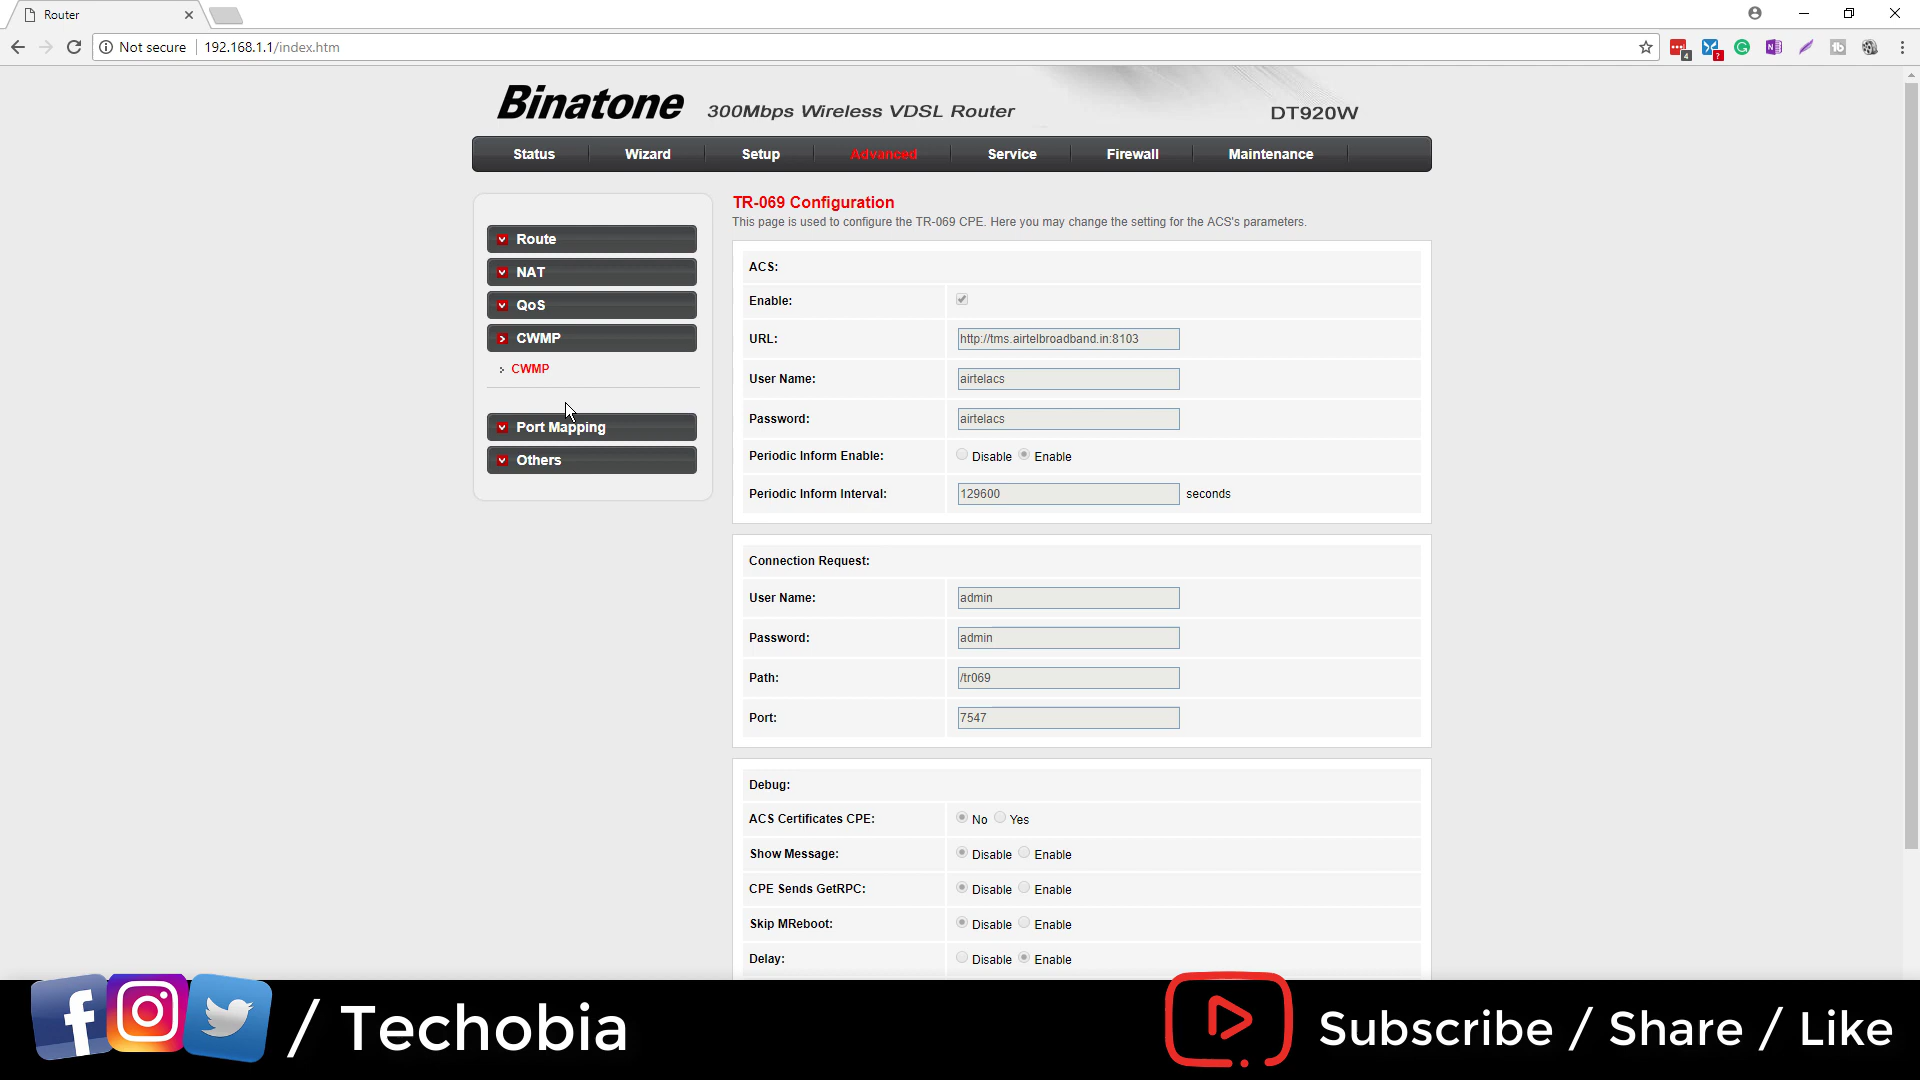 Router
Not secure
192.168.1.1/index.htm
4
?
Binatone
300Mbps Wireless VDSL Router
DT920W
Status
Wizard
Setup
Advanced
Service
Firewall
Maintenance
Route
NAT
QoS
CWMP
CWMP
Port Mapping
Others
TR-069 Configuration
This page is used to configure the TR-069 CPE. Here you may change the setting for the ACS's parameters.
ACS:
Enable:
URL: http://tms.airtelbroadband.in:8103
User Name: airtelacs
Password: airtelacs
Periodic Inform Enable: Disable Enable
Periodic Inform Interval: 129600 seconds
Connection Request:
User Name: admin
Password: admin
Path: /tr069
Port: 7547
Debug:
ACS Certificates CPE: No Yes
Show Message: Disable Enable
CPE Sends GetRPC: Disable Enable
Skip MReboot: Disable Enable
Delay: Disable Enable
/ Techobia
Subscribe / Share / Like